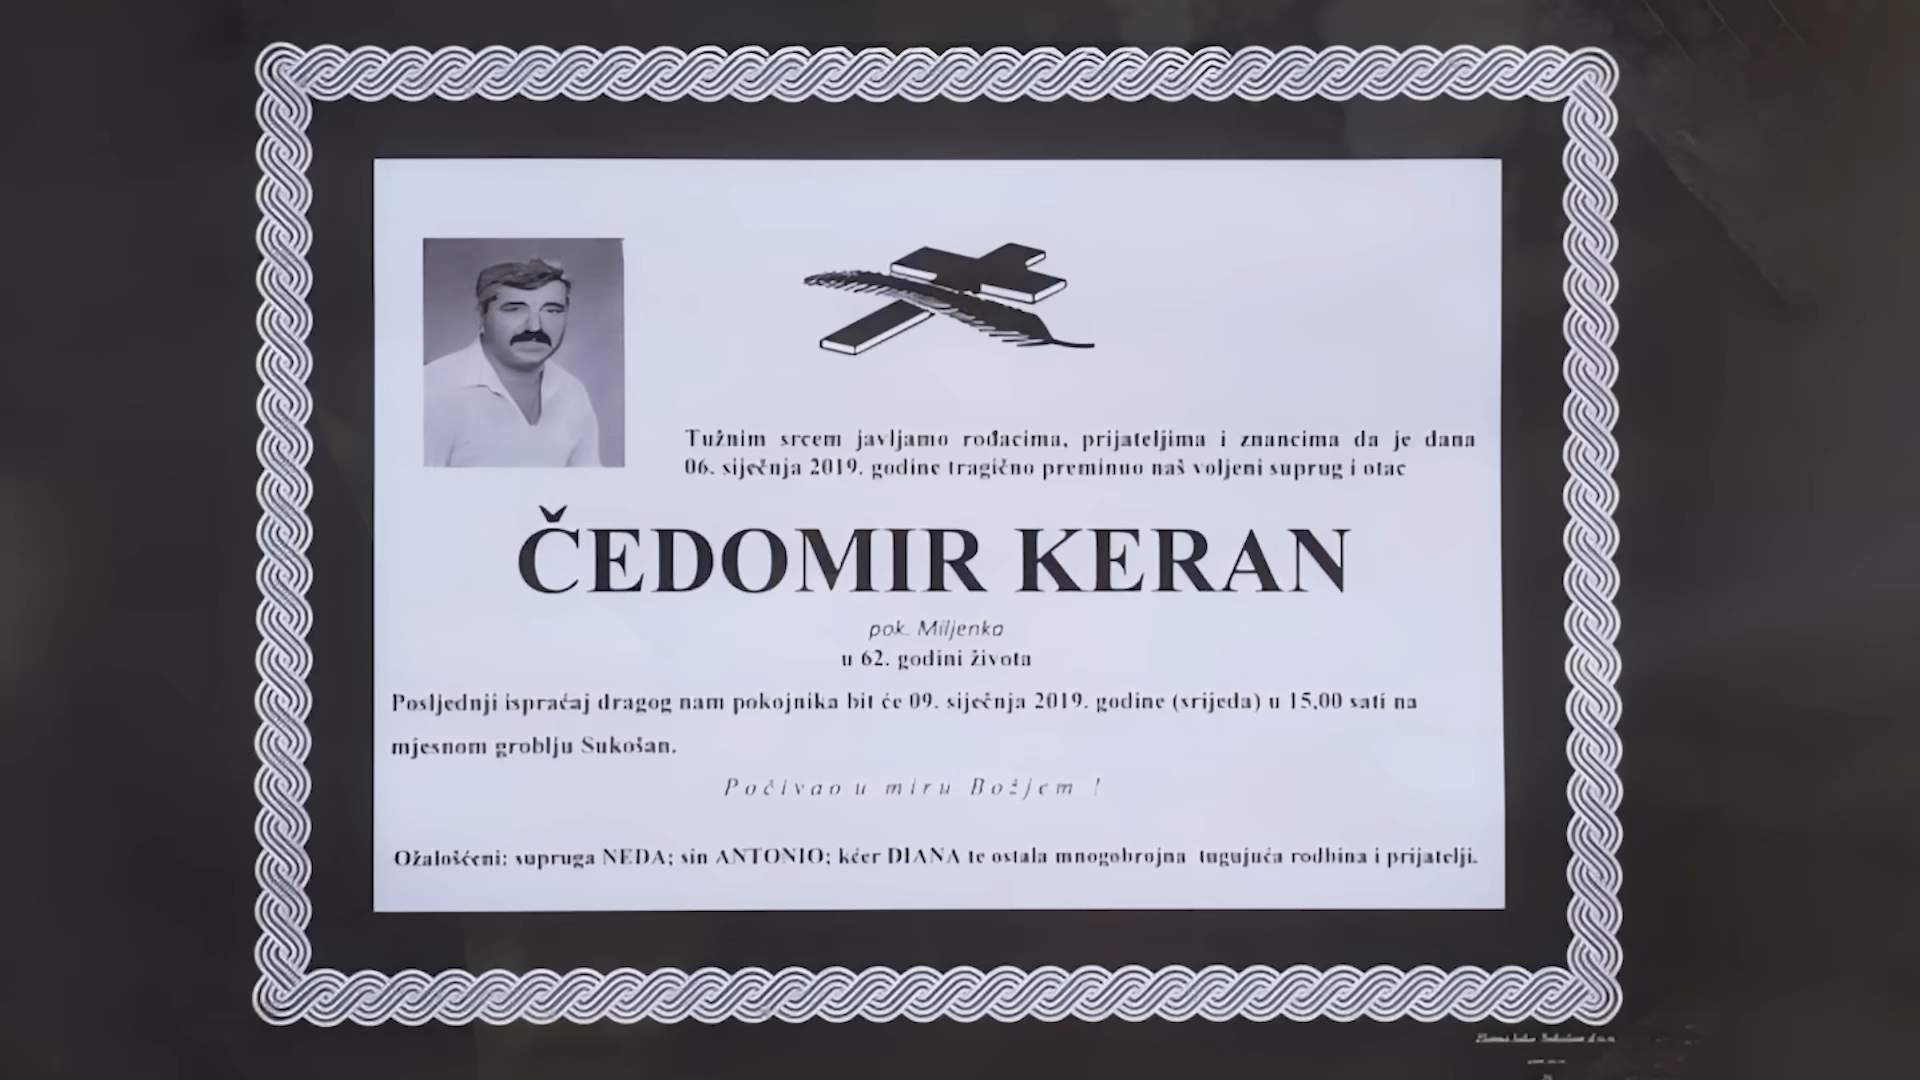 Tužnim srcem javljamo rođacima, prijateljima i znancima da je dana
06. siječnja 2019. godine tragično preminuo naš voljeni suprug i otac
ČEDOMIR KERAN
pok. Miljenka
u 62. godini života
Posljednji ispraćaj dragog nam pokojnika bit će 09. siječnja 2019. godine (srijeda) u 15,00 sati na
mjesnom groblju Sukošan.
Počivao u miru Božjem !
Ožalošćeni: supruga NEDA; sin ANTONIO; kćer DIANA te ostala mnogobrojna tugujuća rodbina i prijatelji.